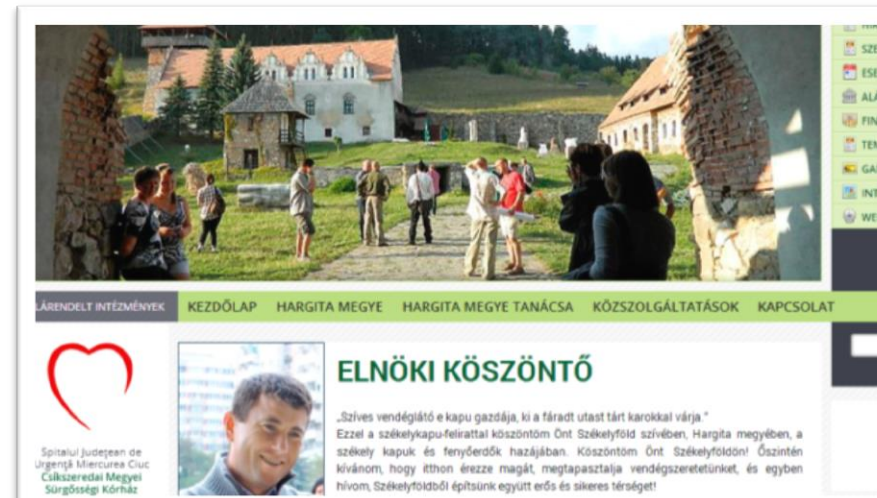 SZE
ESE
ALÁ
FIN
TEM
GAL
INT
WE
LÁRENDELT INTÉZMÉNYEK
KEZDŐLAP HARGITA MEGYE HARGITA MEGYE TANÁCSA KÖZSZOLGÁLTATÁSOK KAPCSOLAT
Spitalul Județean de
Urgență Miercurea Ciuc
Csíkszeredai Megyei
Sürgősségi Kórház
ELNÖKI KÖSZÖNTŐ
„Szíves vendéglátó e kapu gazdája, ki a fáradt utast tárt karokkal várja."
Ezzel a székelykapu-felirattal köszöntöm Önt Székelyföld szívében, Hargita megyében, a
székely kapuk és fenyőerdők hazájában. Köszöntöm Önt Székelyföldön! Őszintén
kívánom, hogy itthon érezze magát, megtapasztalja vendégszeretetünket, és egyben
hívom, Székelyföldből építsünk együtt erős és sikeres térséget!